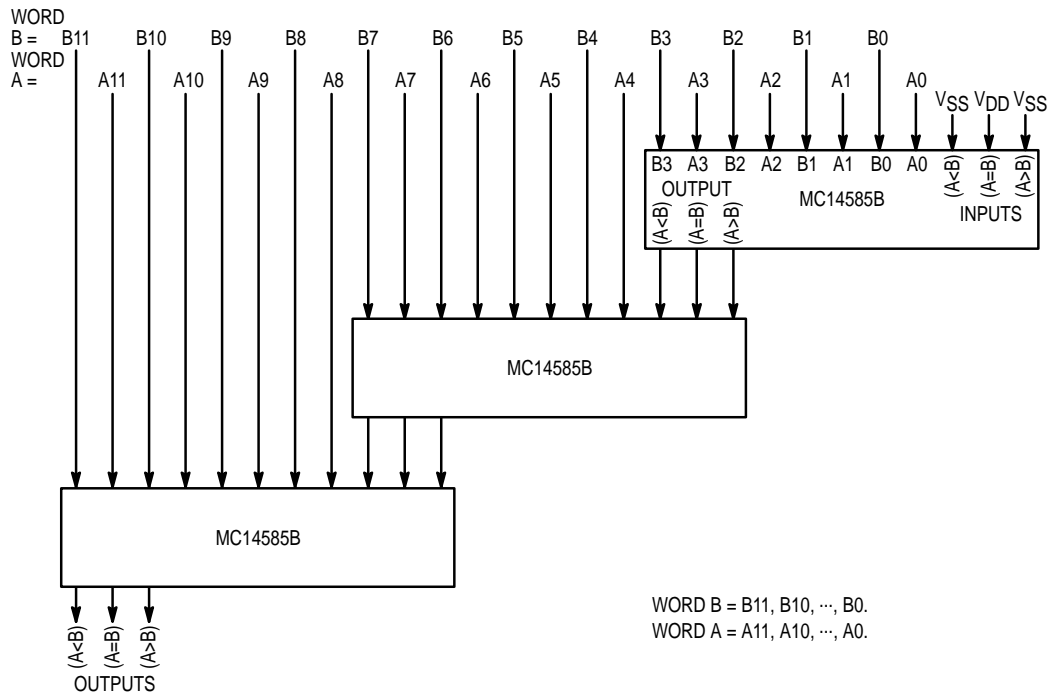 WORD
B = B11 B10 B9 B8 B7 B6 B5 B4 B3 B2 B1 B0
WORD
A = A11 A10 A9 A8 A7 A6 A5 A4 A3 A2 A1 A0
VSS VDD VSS
B3 A3 B2 A2 B1 A1 B0 A0 (A<B) (A=B) (A>B)
OUTPUT
MC14585B
INPUTS
(A<B) (A=B) (A>B)
MC14585B
MC14585B
(A<B) (A=B) (A>B)
OUTPUTS
WORD B = B11, B10, ···, B0.
WORD A = A11, A10, ···, A0.